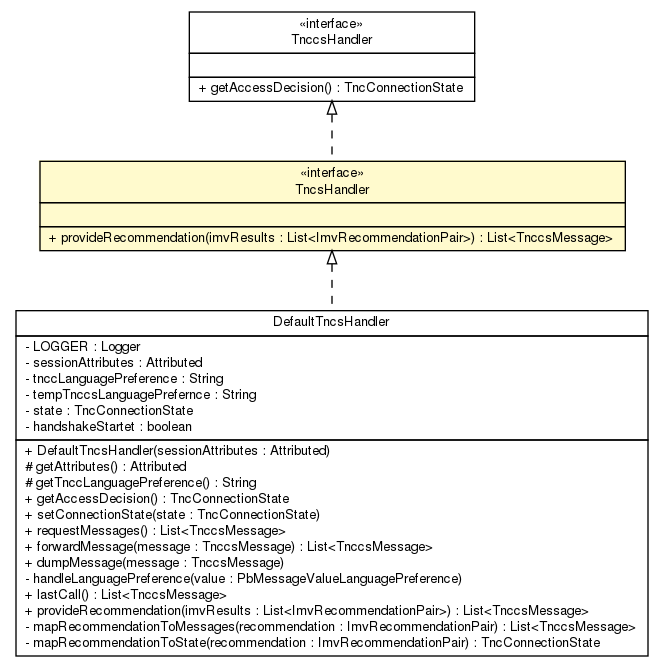 «interface»
TnccsHandler
+ getAccessDecision() : TncConnectionState
«interface»
TncsHandler
+ provideRecommendation(imvResults : List<ImvRecommendationPair>) : List<TnccsMessage>
DefaultTncsHandler
- LOGGER : Logger
- sessionAttributes : Attributed
- tnccLanguagePreference : String
- tempTnccsLanguagePrefernce : String
- state : TncConnectionState
- handshakeStartet : boolean
+ DefaultTncsHandler(sessionAttributes : Attributed)
# getAttributes() : Attributed
# getTnccLanguagePreference() : String
+ getAccessDecision() : TncConnectionState
+ setConnectionState(state : TncConnectionState)
+ requestMessages() : List<TnccsMessage>
+ forwardMessage(message : TnccsMessage) : List<TnccsMessage>
+ dumpMessage(message : TnccsMessage)
- handleLanguagePreference(value : PbMessageValueLanguagePreference)
+ lastCall() : List<TnccsMessage>
+ provideRecommendation(imvResults : List<ImvRecommendationPair>) : List<TnccsMessage>
- mapRecommendationToMessages(recommendation : ImvRecommendationPair) : List<TnccsMessage>
- mapRecommendationToState(recommendation : ImvRecommendationPair) : TncConnectionState